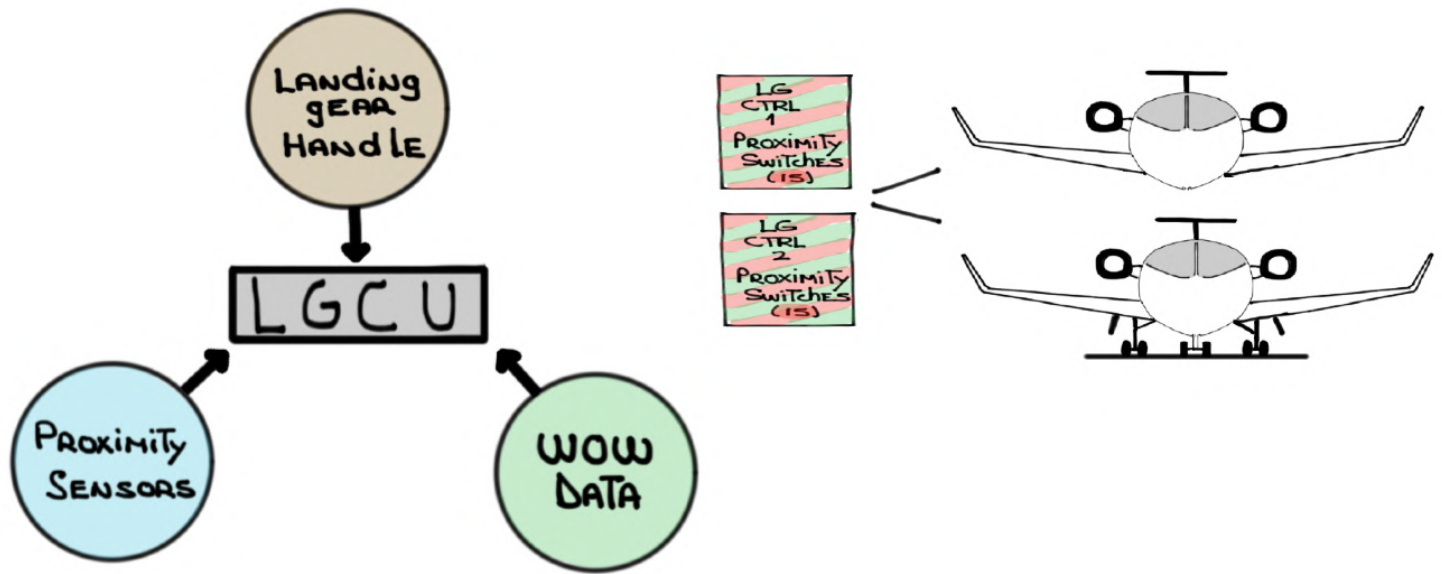 LANding
gEAR
HANdLE
LGCU
PROXiMiTy
SENSORS
WOW
DATA
LG
CTRL
1
PROXiMiTy
SwiTcHES
(15)
LG
CTRL
2
PROXiMiTy
SwiTcHES
(15)